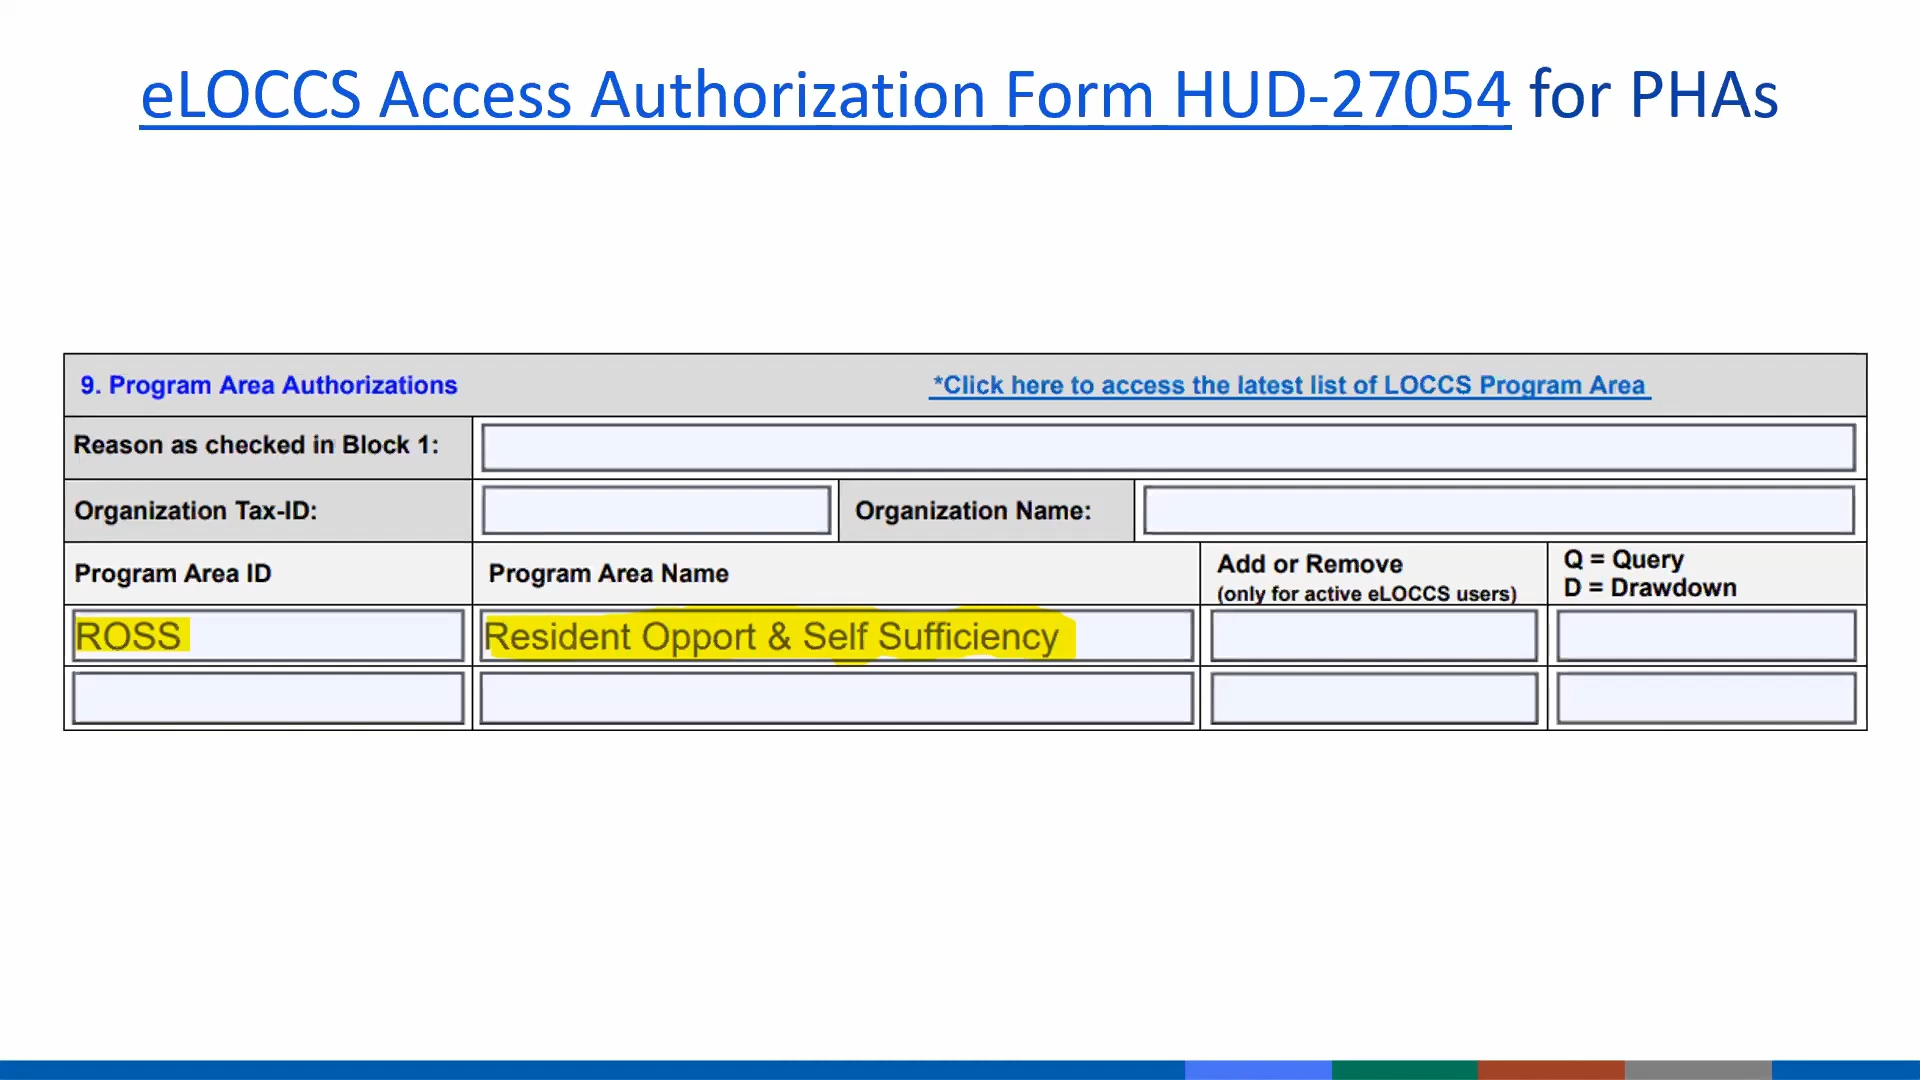 eLOCCS Access Authorization Form HUD-27054 for PHAs
9. Program Area Authorizations *Click here to access the latest list of LOCCS Program Area
Reason as checked in Block 1:
Organization Tax-ID: Organization Name:
Program Area ID Program Area Name Add or Remove (only for active eLOCCS users) Q = Query D = Drawdown
ROSS Resident Opport & Self Sufficiency